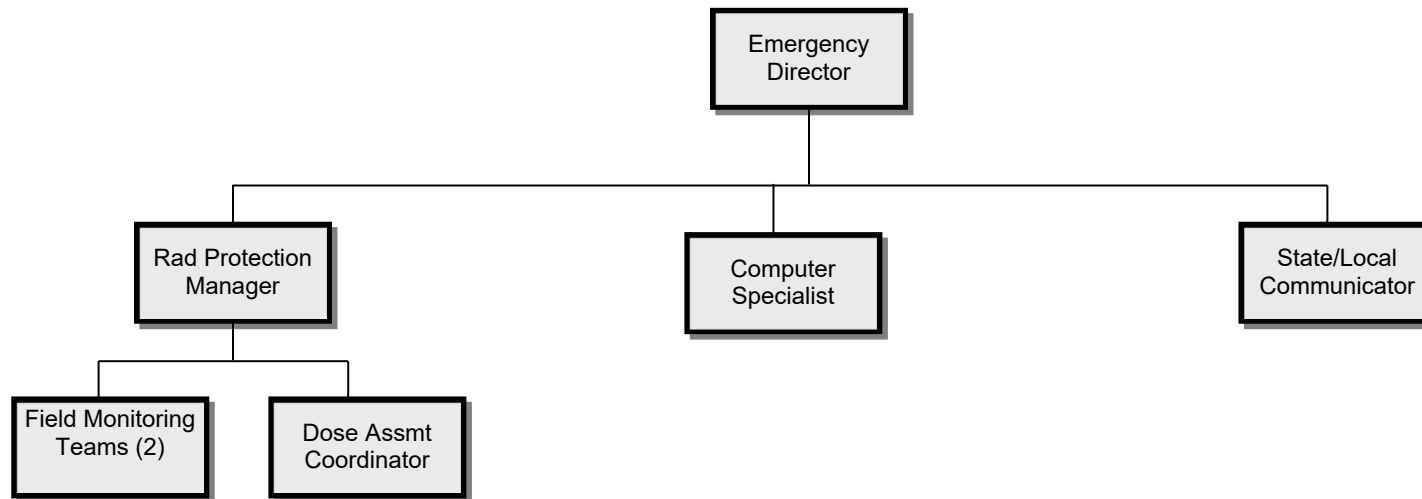 Emergency
Director
Rad Protection
Manager
Computer
Specialist
State/Local
Communicator
Field Monitoring
Teams (2)
Dose Assmt
Coordinator